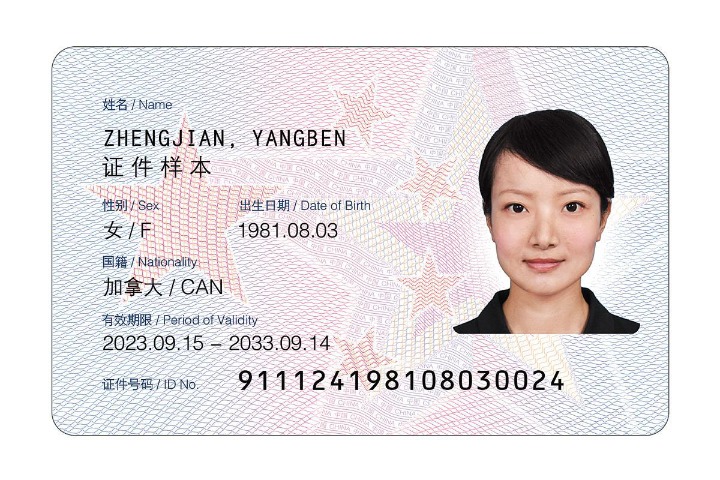 姓名 / Name
ZHENGJIAN, YANGBEN
证件样本
性别 / Sex 出生日期 / Date of Birth
女 / F 1981.08.03
国籍 / Nationality
加拿大 / CAN
有效期限 / Period of Validity
2023.09.15 – 2033.09.14
证件号码 / ID No. 911124198108030024